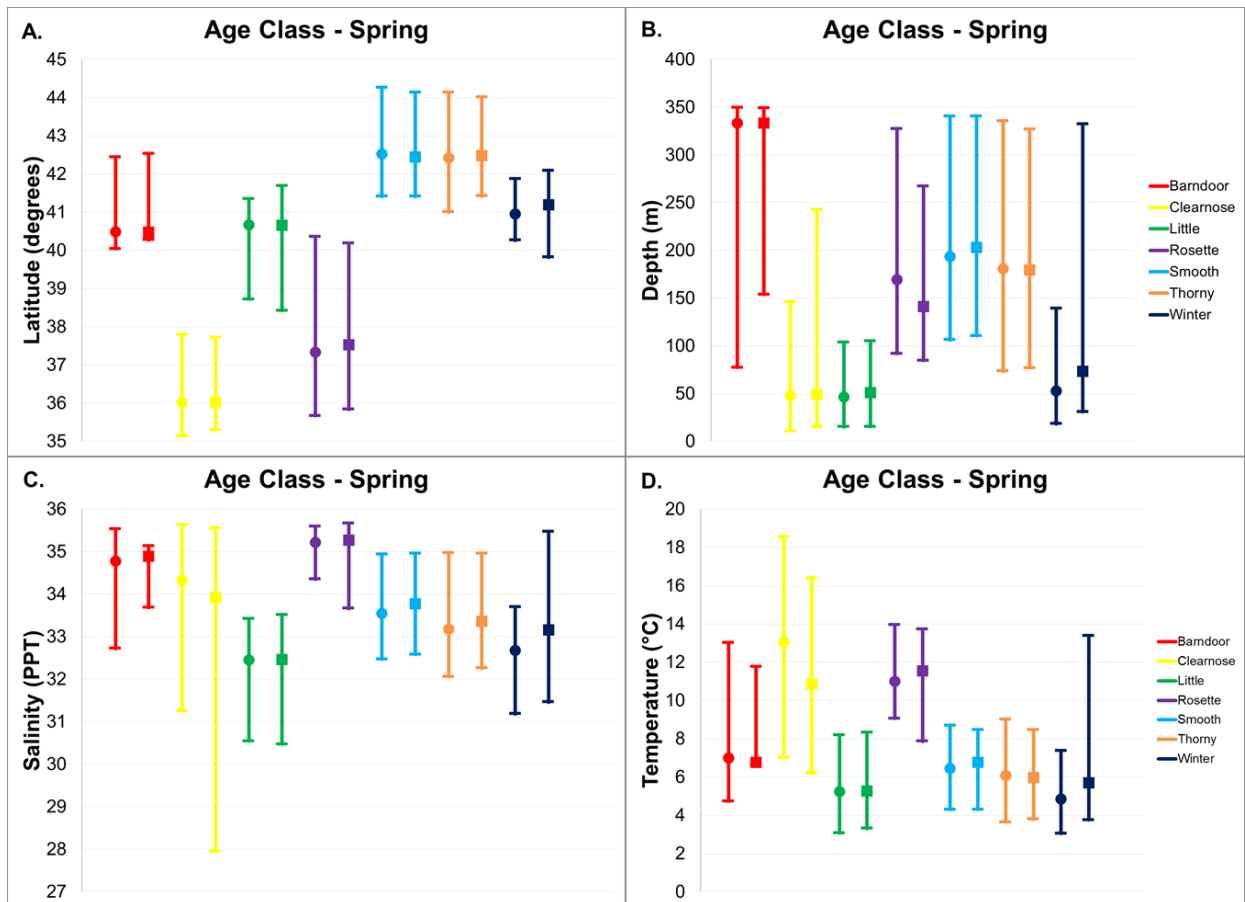 A.
Age Class - Spring
Latitude (degrees)
45
44
43
42
41
40
39
38
37
36
35
B.
Age Class - Spring
Depth (m)
400
350
300
250
200
150
100
50
0
Barndoor
Clearnose
Little
Rosette
Smooth
Thorny
Winter
C.
Age Class - Spring
Salinity (PPT)
36
35
34
33
32
31
30
29
28
27
D.
Age Class - Spring
Temperature (°C)
20
18
16
14
12
10
8
6
4
2
0
Barndoor
Clearnose
Little
Rosette
Smooth
Thorny
Winter